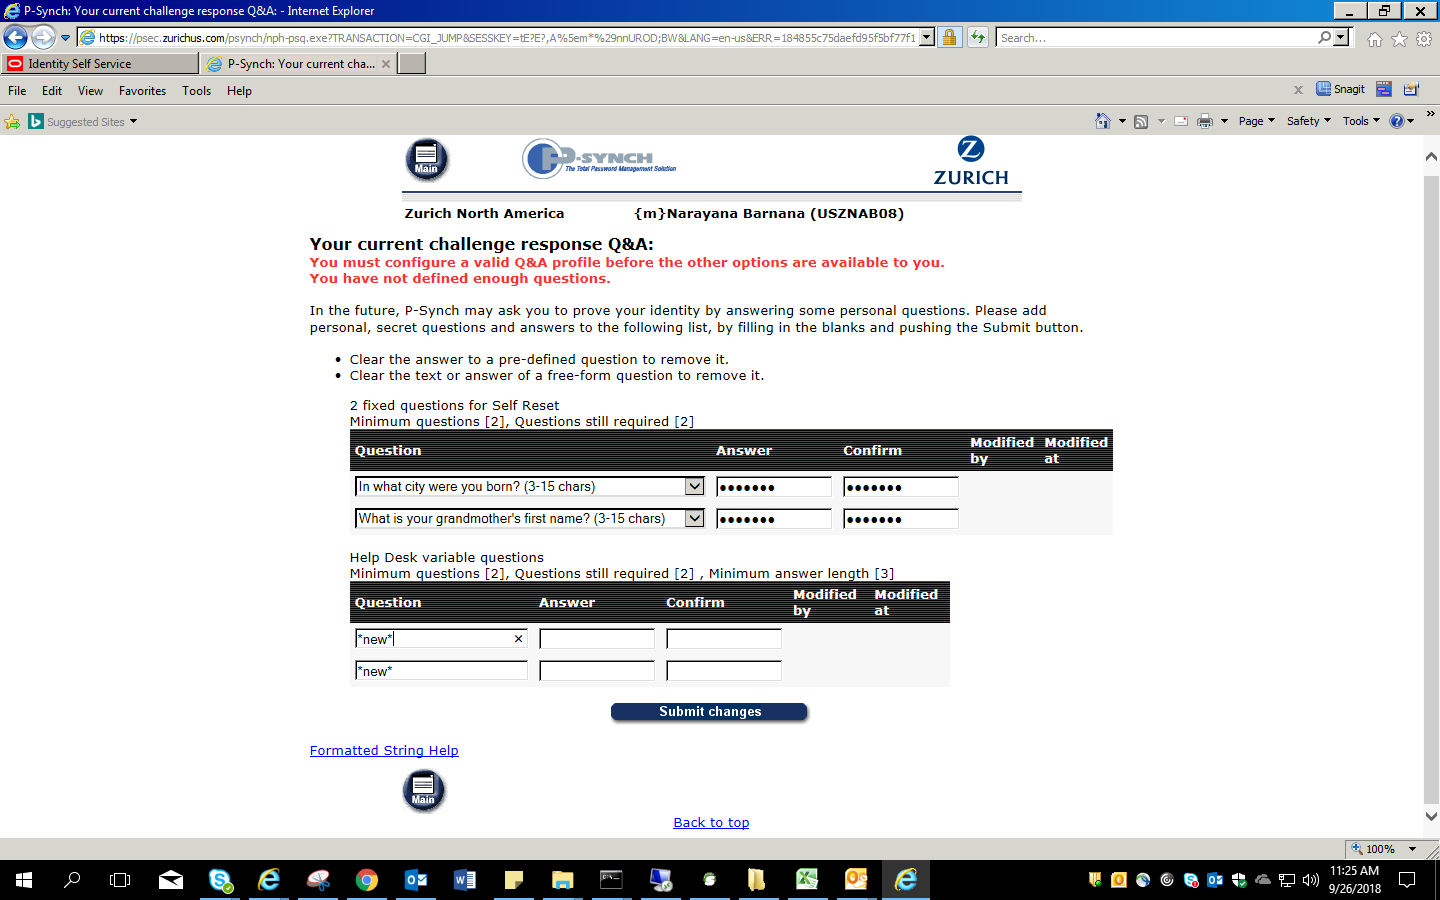 P-Synch: Your current challenge response Q&A: - Internet Explorer
https://psec.zurichus.com/psynch/nph-psq.exe?TRANSACTION=CGI_JUMP&SESSKEY=tE?E?,A%5em*%29nnUROD;BW&LANG=en-us&ERR=184855c75daefd95f5bf77f1
Search...
Identity Self Service
P-Synch: Your current cha...
File Edit View Favorites Tools Help
Snagit
Suggested Sites
Page Safety Tools
Main
P-SYNCH
The Total Password Management Solution
ZURICH
Zurich North America {m}Narayana Barnana (USZNAB08)
Your current challenge response Q&A:
You must configure a valid Q&A profile before the other options are available to you.
You have not defined enough questions.
In the future, P-Synch may ask you to prove your identity by answering some personal questions. Please add
personal, secret questions and answers to the following list, by filling in the blanks and pushing the Submit button.
• Clear the answer to a pre-defined question to remove it.
• Clear the text or answer of a free-form question to remove it.
2 fixed questions for Self Reset
Minimum questions [2], Questions still required [2]
Question Answer Confirm Modified by Modified at
In what city were you born? (3-15 chars)
What is your grandmother's first name? (3-15 chars)
Help Desk variable questions
Minimum questions [2], Questions still required [2] , Minimum answer length [3]
Question Answer Confirm Modified by Modified at
*new*
*new*
Submit changes
Formatted String Help
Main
Back to top
100%
11:25 AM
9/26/2018